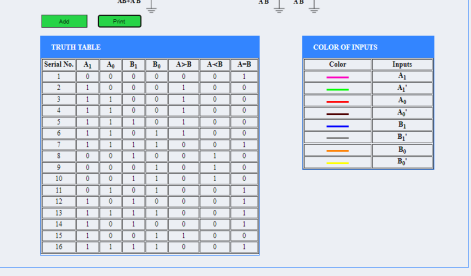 AB+A'B'
A'B
A'B
Add Print
TRUTH TABLE
Serial No. A₁ A₀ B₁ B₀ A>B A<B A=B
1 0 0 0 0 0 0 1
2 1 0 0 0 1 0 0
3 1 1 0 0 1 0 0
4 1 1 0 0 1 0 0
5 1 1 1 0 1 0 0
6 1 1 0 1 1 0 0
7 1 1 1 1 0 0 1
8 0 0 1 0 0 1 0
9 0 0 0 1 0 1 0
10 0 0 0 1 0 1 0
11 0 1 0 1 0 0 1
12 1 0 1 0 0 0 1
13 1 1 1 1 0 0 1
14 1 0 1 0 0 0 1
15 1 0 0 1 1 0 0
16 1 1 1 1 0 0 1
COLOR OF INPUTS
Color Inputs
A₁
A₁'
A₀
A₀'
B₁
B₁'
B₀
B₀'